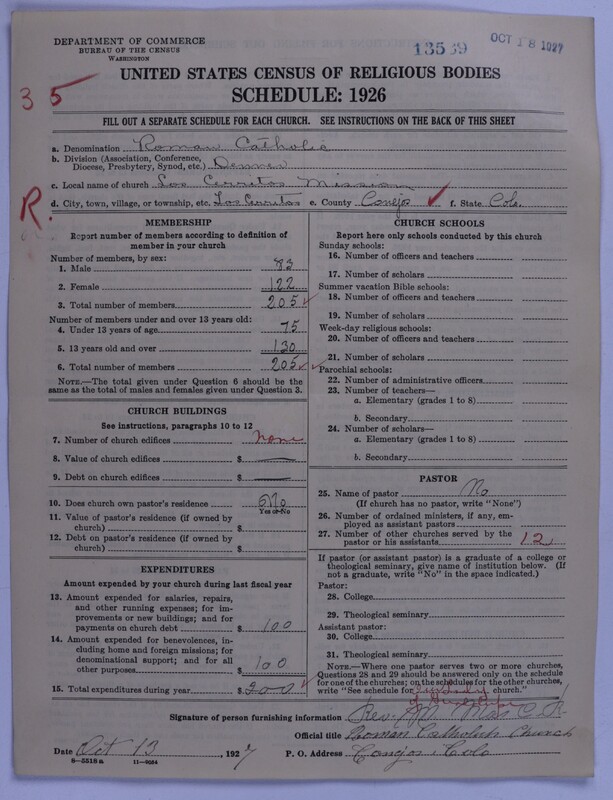 DEPARTMENT OF COMMERCE
BUREAU OF THE CENSUS
WASHINGTON
13539
OCT 18 1927
UNITED STATES CENSUS OF RELIGIOUS BODIES
SCHEDULE: 1926
35
FILL OUT A SEPARATE SCHEDULE FOR EACH CHURCH. SEE INSTRUCTIONS ON THE BACK OF THIS SHEET
a. Denomination Roman Catholic
b. Division (Association, Conference,
Diocese, Presbytery, Synod, etc.) Denver
c. Local name of church Los Cerritos Mission
R.
d. City, town, village, or township, etc. Los Cerritos e. County Conejos f. State Colo.
MEMBERSHIP
Report number of members according to definition of
member in your church
Number of members, by sex:
1. Male 83
2. Female 122
3. Total number of members 205
Number of members under and over 13 years old:
4. Under 13 years of age 75
5. 13 years old and over 130
6. Total number of members 205
NOTE.—The total given under Question 6 should be
same as the total of males and females given under Question 3.
CHURCH BUILDINGS
See instructions, paragraphs 10 to 12
7. Number of church edifices none
8. Value of church edifices $
9. Debt on church edifices $
10. Does church own pastor's residence No
Yes or No
11. Value of pastor's residence (if owned by
church) $
12. Debt on pastor's residence (if owned by
church) $
EXPENDITURES
Amount expended by your church during last fiscal year
13. Amount expended for salaries, repairs,
and other running expenses; for im-
provements or new buildings; and for
payments on church debt $ 100
14. Amount expended for benevolences, in-
cluding home and foreign missions; for
denominational support; and for all
other purposes $ 100
15. Total expenditures during year $ 200
CHURCH SCHOOLS
Report here only schools conducted by this church
Sunday schools:
16. Number of officers and teachers
17. Number of scholars
Summer vacation Bible schools:
18. Number of officers and teachers
19. Number of scholars
Week-day religious schools:
20. Number of officers and teachers
21. Number of scholars
Parochial schools:
22. Number of administrative officers
23. Number of teachers—
a. Elementary (grades 1 to 8)
b. Secondary
24. Number of scholars—
a. Elementary (grades 1 to 8)
b. Secondary
PASTOR
25. Name of pastor No
(If church has no pastor, write "None")
26. Number of ordained ministers, if any, em-
ployed as assistant pastors
27. Number of other churches served by the
pastor or his assistants 12
If pastor (or assistant pastor) is a graduate of a college or
theological seminary, give name of institution below. (If
not a graduate, write "No" in the space indicated.)
Pastor:
28. College
29. Theological seminary
Assistant pastor:
30. College
31. Theological seminary
NOTE.—Where one pastor serves two or more churches,
Questions 28 and 29 should be answered only on the schedule
for one of the churches; on the schedules for the other churches,
write "See schedule for Our Lady church."
of Guadalupe
Signature of person furnishing information Rev.
Official title Roman Catholic Church
Date Oct 13, 1927
P. O. Address Conejos, Colo
8—5518 a 11—9684